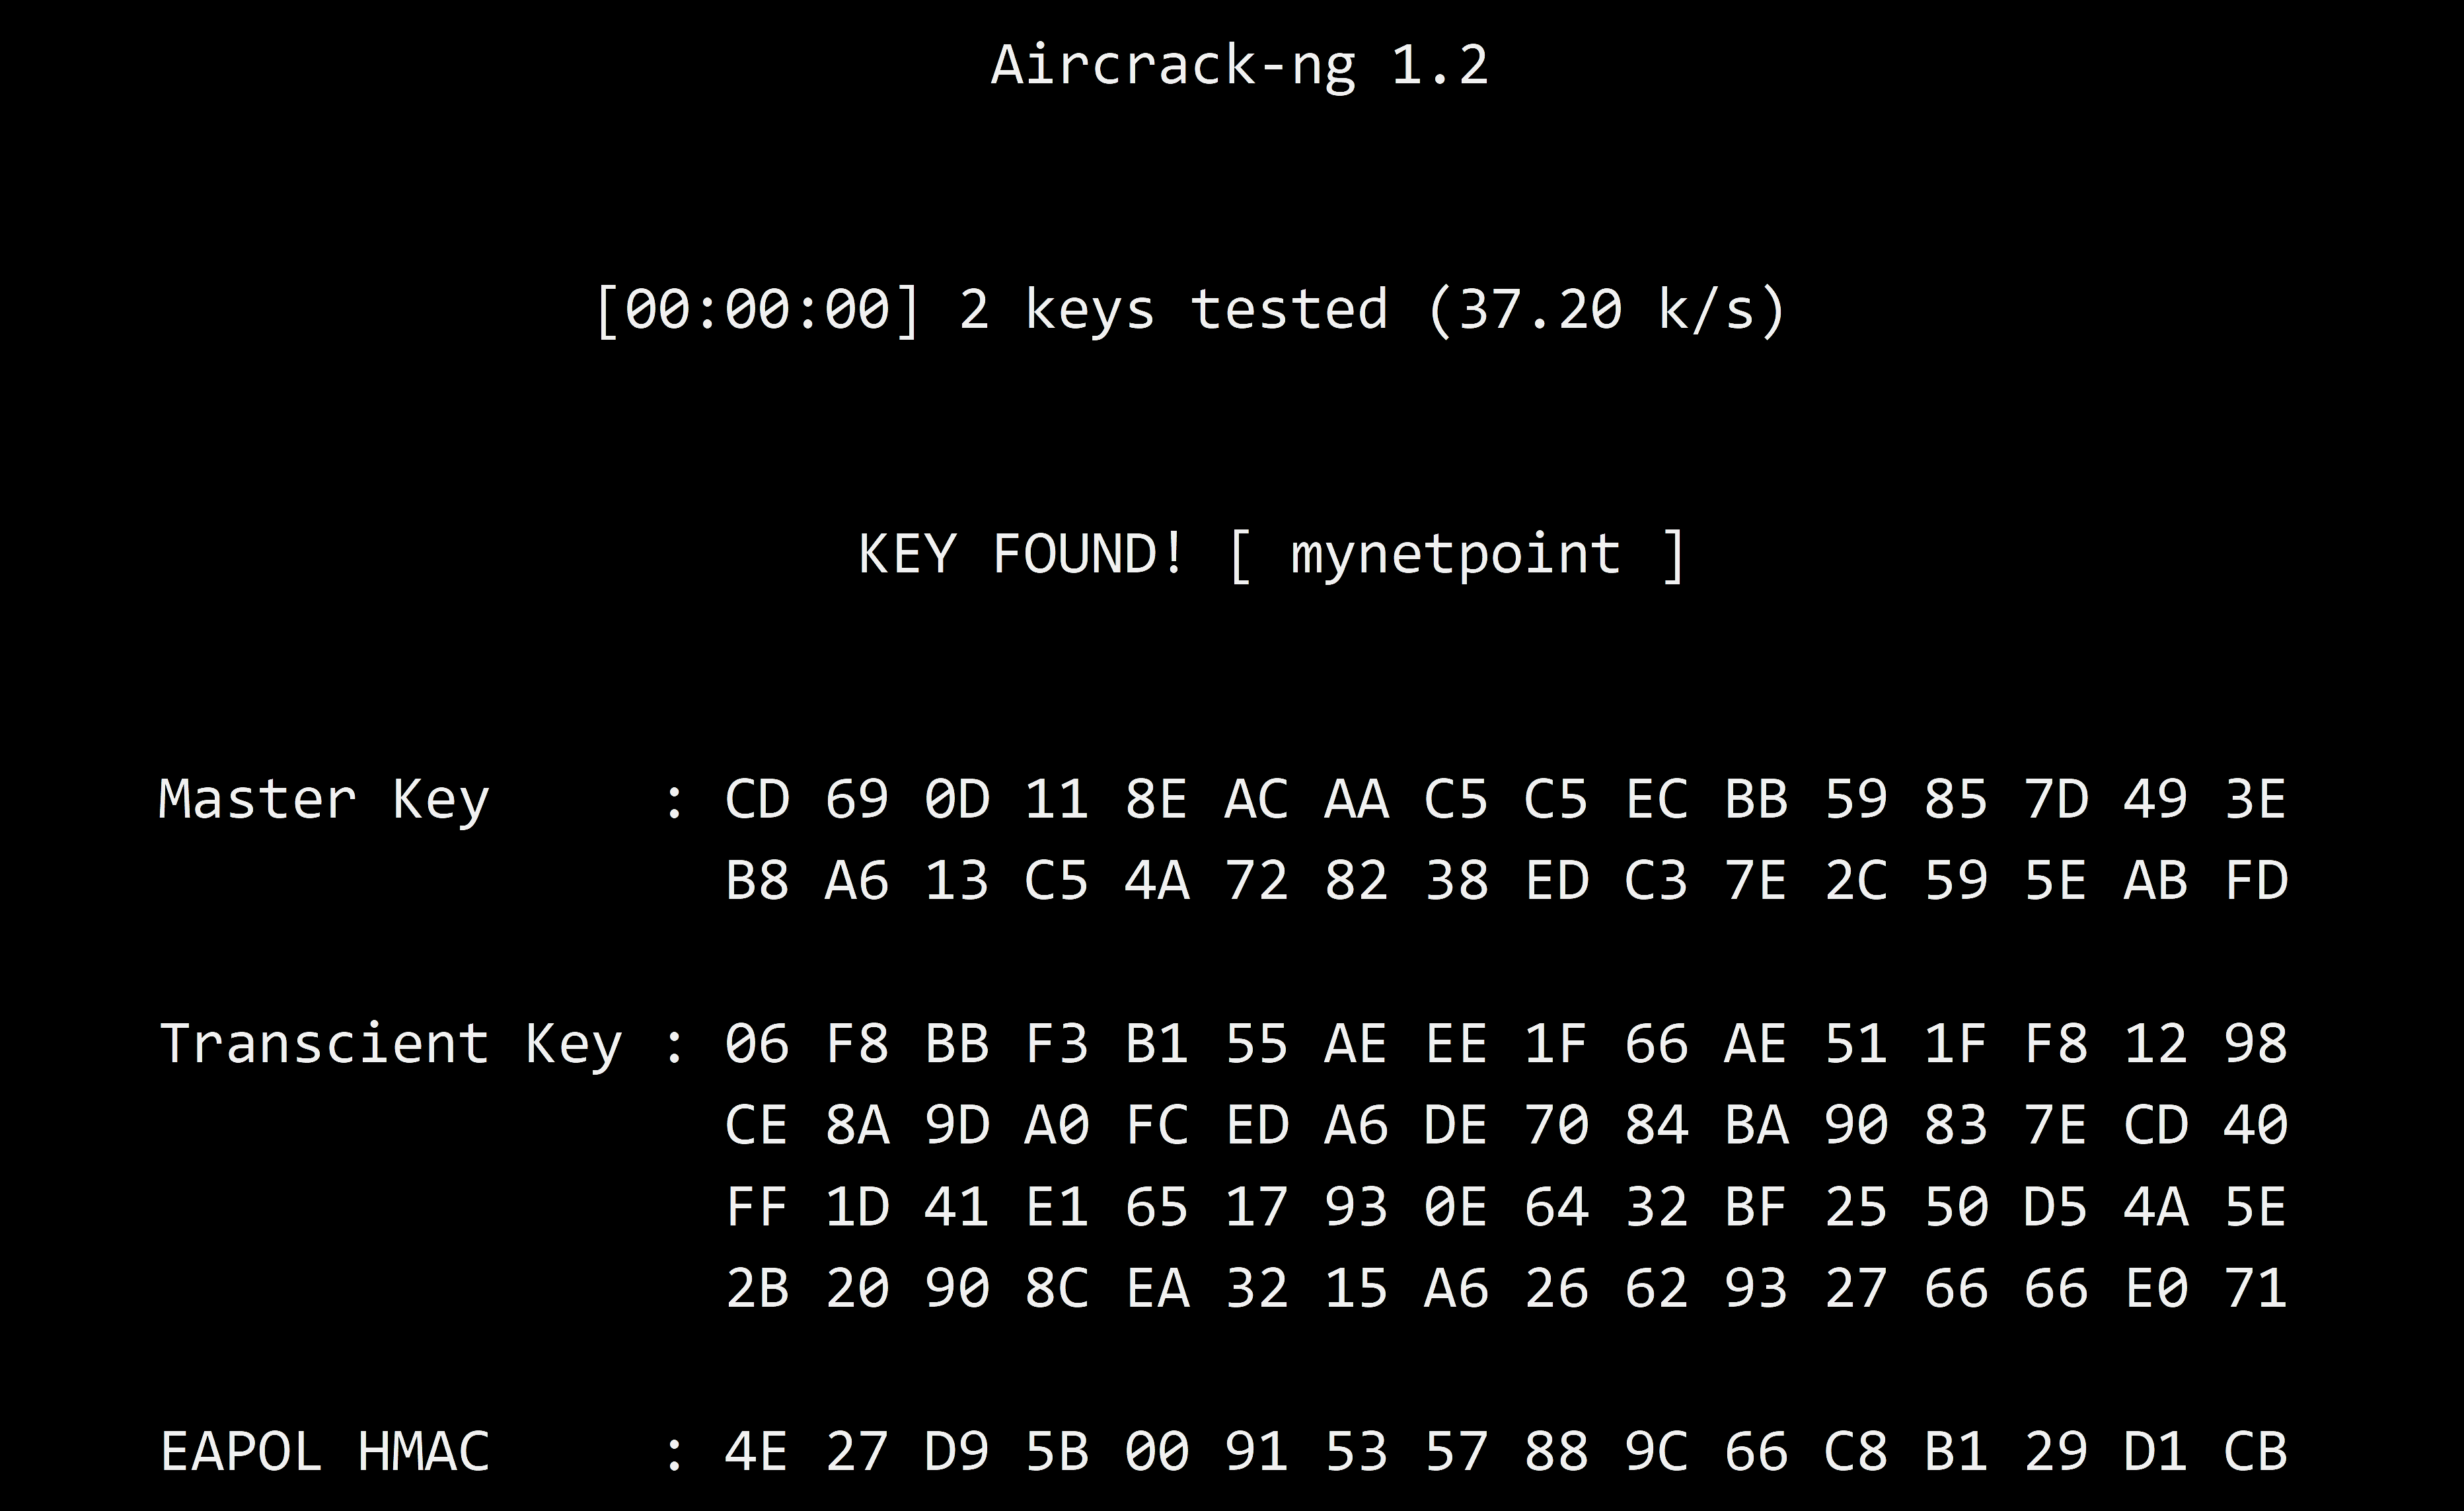 Aircrack-ng 1.2
[00:00:00] 2 keys tested (37.20 k/s)
KEY FOUND! [ mynetpoint ]
Master Key : CD 69 0D 11 8E AC AA C5 C5 EC BB 59 85 7D 49 3E
B8 A6 13 C5 4A 72 82 38 ED C3 7E 2C 59 5E AB FD
Transcient Key : 06 F8 BB F3 B1 55 AE EE 1F 66 AE 51 1F F8 12 98
CE 8A 9D A0 FC ED A6 DE 70 84 BA 90 83 7E CD 40
FF 1D 41 E1 65 17 93 0E 64 32 BF 25 50 D5 4A 5E
2B 20 90 8C EA 32 15 A6 26 62 93 27 66 66 E0 71
EAPOL HMAC : 4E 27 D9 5B 00 91 53 57 88 9C 66 C8 B1 29 D1 CB